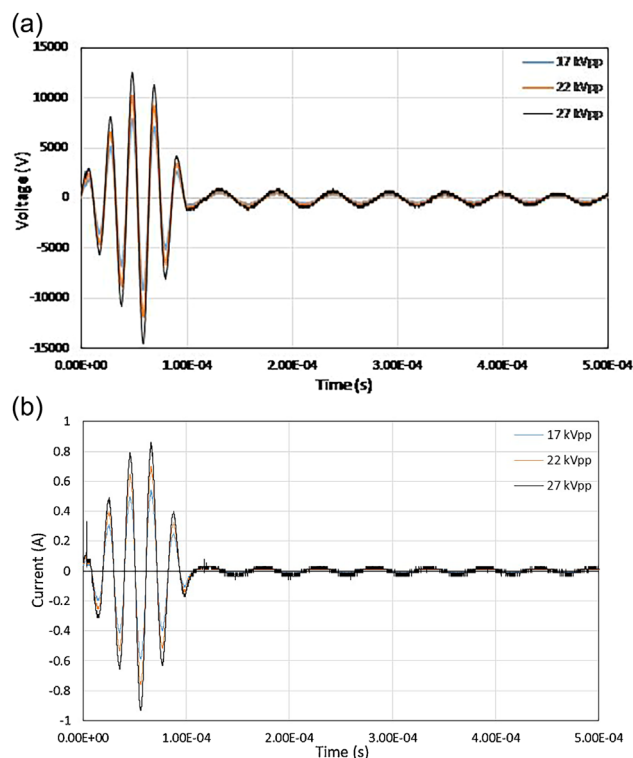 (a)
15000
10000
5000
0
-5000
-10000
-15000
Voltage (V)
17 kVpp
22 kVpp
27 kVpp
0.00E+00 1.00E-04 2.00E-04 3.00E-04 4.00E-04 5.00E-04
Time (s)
(b)
1
0.8
0.6
0.4
0.2
0
-0.2
-0.4
-0.6
-0.8
-1
Current (A)
17 kVpp
22 kVpp
27 kVpp
0.00E+00 1.00E-04 2.00E-04 3.00E-04 4.00E-04 5.00E-04
Time (s)